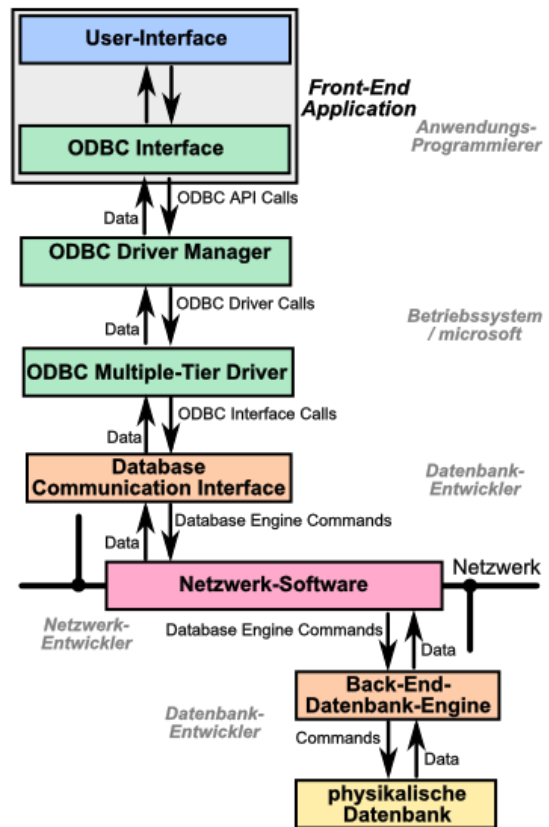 User-Interface
Front-End
Application
Anwendungs-
Programmierer
ODBC Interface
ODBC API Calls
Data
ODBC Driver Manager
ODBC Driver Calls
Data
Betriebssystem
/ microsoft
ODBC Multiple-Tier Driver
ODBC Interface Calls
Data
Database
Communication Interface
Datenbank-
Entwickler
Database Engine Commands
Data
Netzwerk
Netzwerk-Software
Netzwerk-
Entwickler
Database Engine Commands
Data
Back-End-
Datenbank-Engine
Datenbank-
Entwickler
Commands
Data
physikalische
Datenbank